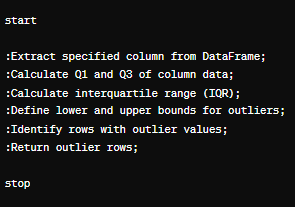 start
:Extract specified column from DataFrame;
:Calculate Q1 and Q3 of column data;
:Calculate interquartile range (IQR);
:Define lower and upper bounds for outliers;
:Identify rows with outlier values;
:Return outlier rows;
stop